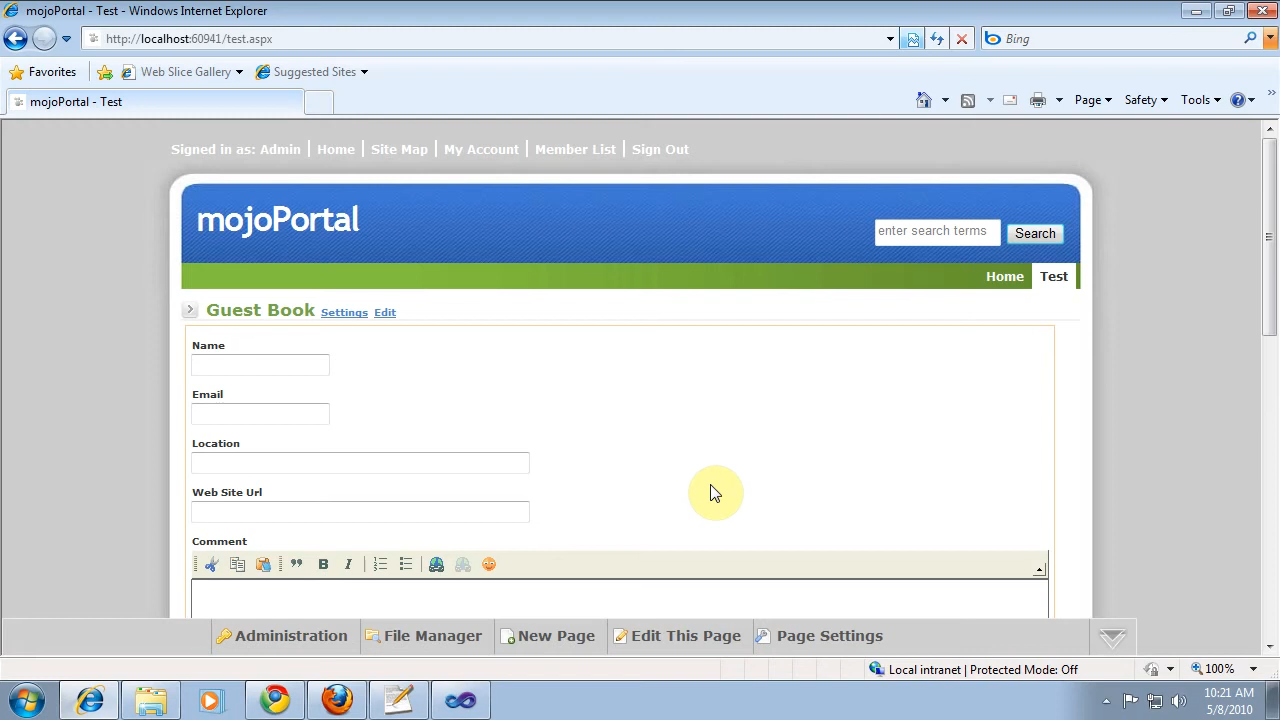 mojoPortal - Test - Windows Internet Explorer
http://localhost:60941/test.aspx
Bing
Favorites
Web Slice Gallery
Suggested Sites
mojoPortal - Test
Page
Safety
Tools
Signed in as: Admin
Home
Site Map
My Account
Member List
Sign Out
mojoPortal
enter search terms
Search
Home
Test
Guest Book
Settings
Edit
Name
Email
Location
Web Site Url
Comment
Administration
File Manager
New Page
Edit This Page
Page Settings
Local intranet | Protected Mode: Off
100%
10:21 AM
5/8/2010